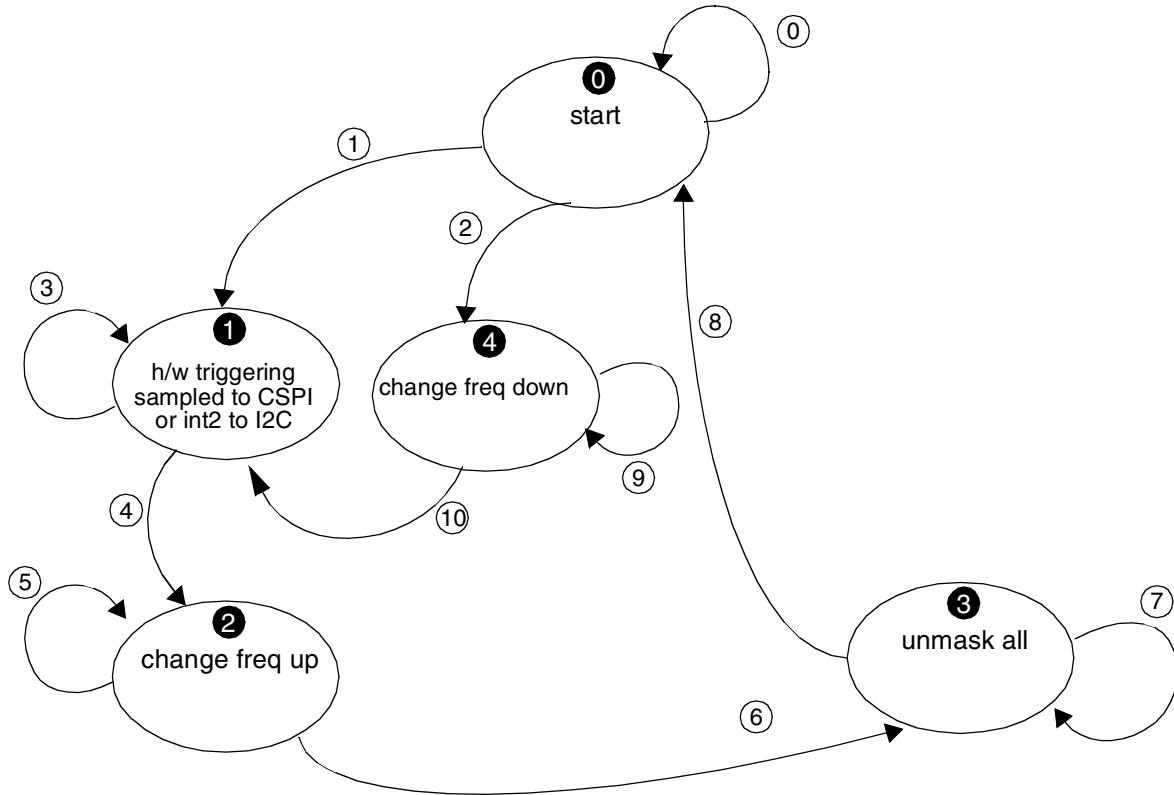 0
0
start
1
2
3
1
h/w triggering
sampled to CSPI
or int2 to I2C
4
change freq down
8
9
10
4
5
2
change freq up
3
unmask all
7
6